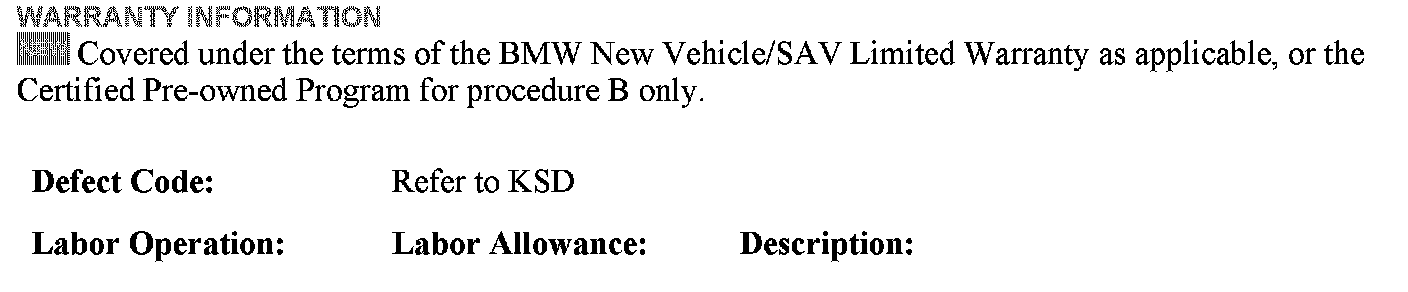 WARRANTY INFORMATION
Covered under the terms of the BMW New Vehicle/SAV Limited Warranty as applicable, or the
Certified Pre-owned Program for procedure B only.
Defect Code: Refer to KSD
Labor Operation: Labor Allowance: Description: